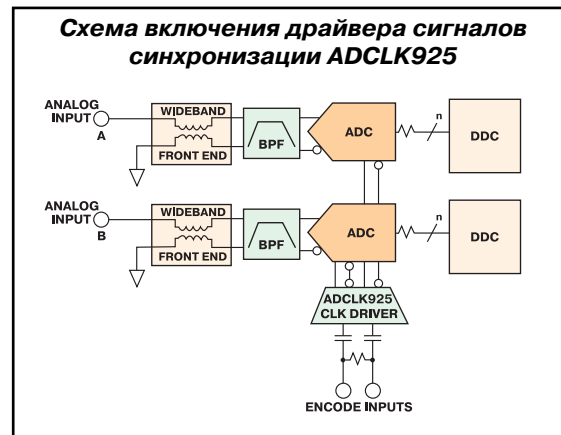 Схема включения драйвера сигналов
синхронизации ADCLK925
ANALOG
INPUT
A
WIDEBAND
FRONT END
BPF
ADC
n
DDC
ANALOG
INPUT
B
WIDEBAND
FRONT END
BPF
ADC
n
DDC
ADCLK925
CLK DRIVER
ENCODE INPUTS